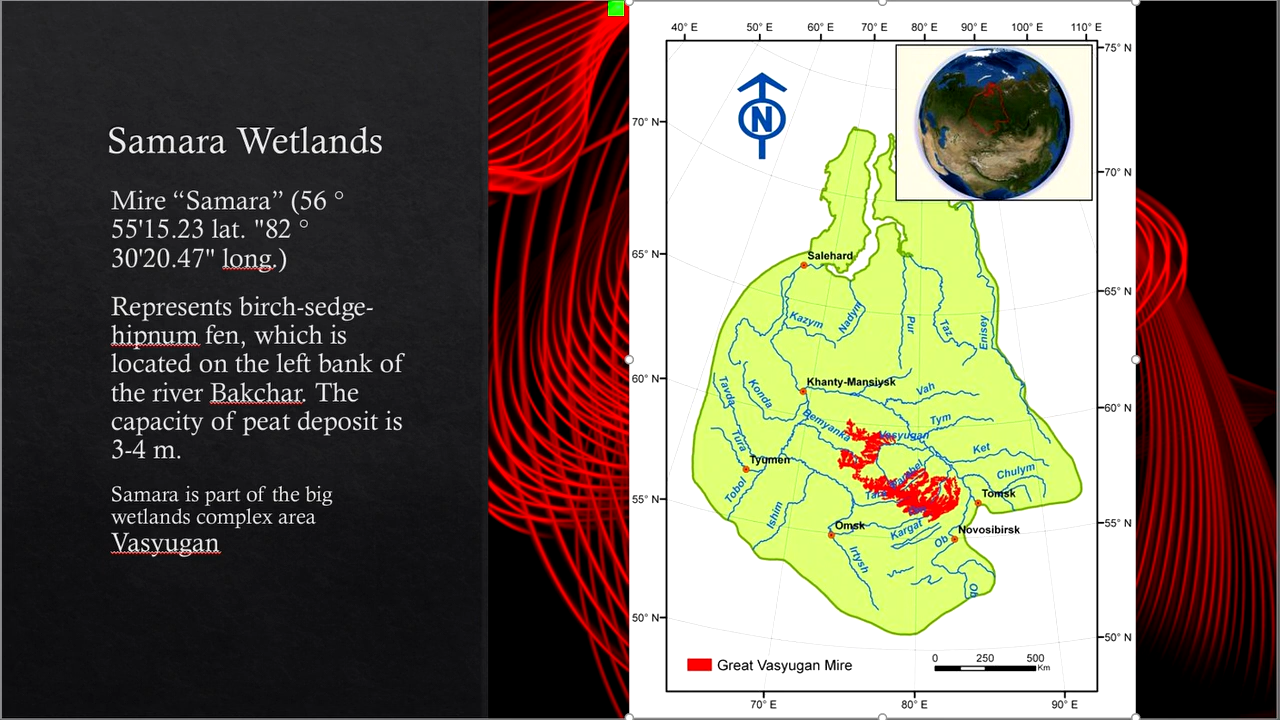 Samara Wetlands
Mire “Samara” (56 °
55'15.23 lat. "82 °
30'20.47" long.)
Represents birch-sedge-
hipnum fen, which is
located on the left bank of
the river Bakchar. The
capacity of peat deposit is
3-4 m.
Samara is part of the big
wetlands complex area
Vasyugan
40° E 50° E 60° E 70° E 80° E 90° E 100° E 110° E
75° N
N
70° N
70° N
65° N
Salehard
65° N
Kazym
Nadym
Pur
Taz
Enisey
60° N
Khanty-Mansiysk
Vah
60° N
Tavda
Konda
Demyanka
Tym
Vasyugan
Tura
Ket
Tyumen
Chulym
55° N
Tobol
Tara
Tomsk
Ishim
Omsk
Kargat
Ob
Novosibirsk
55° N
Irtysh
Ob
50° N
50° N
Great Vasyugan Mire
0 250 500
Km
70° E 80° E 90° E